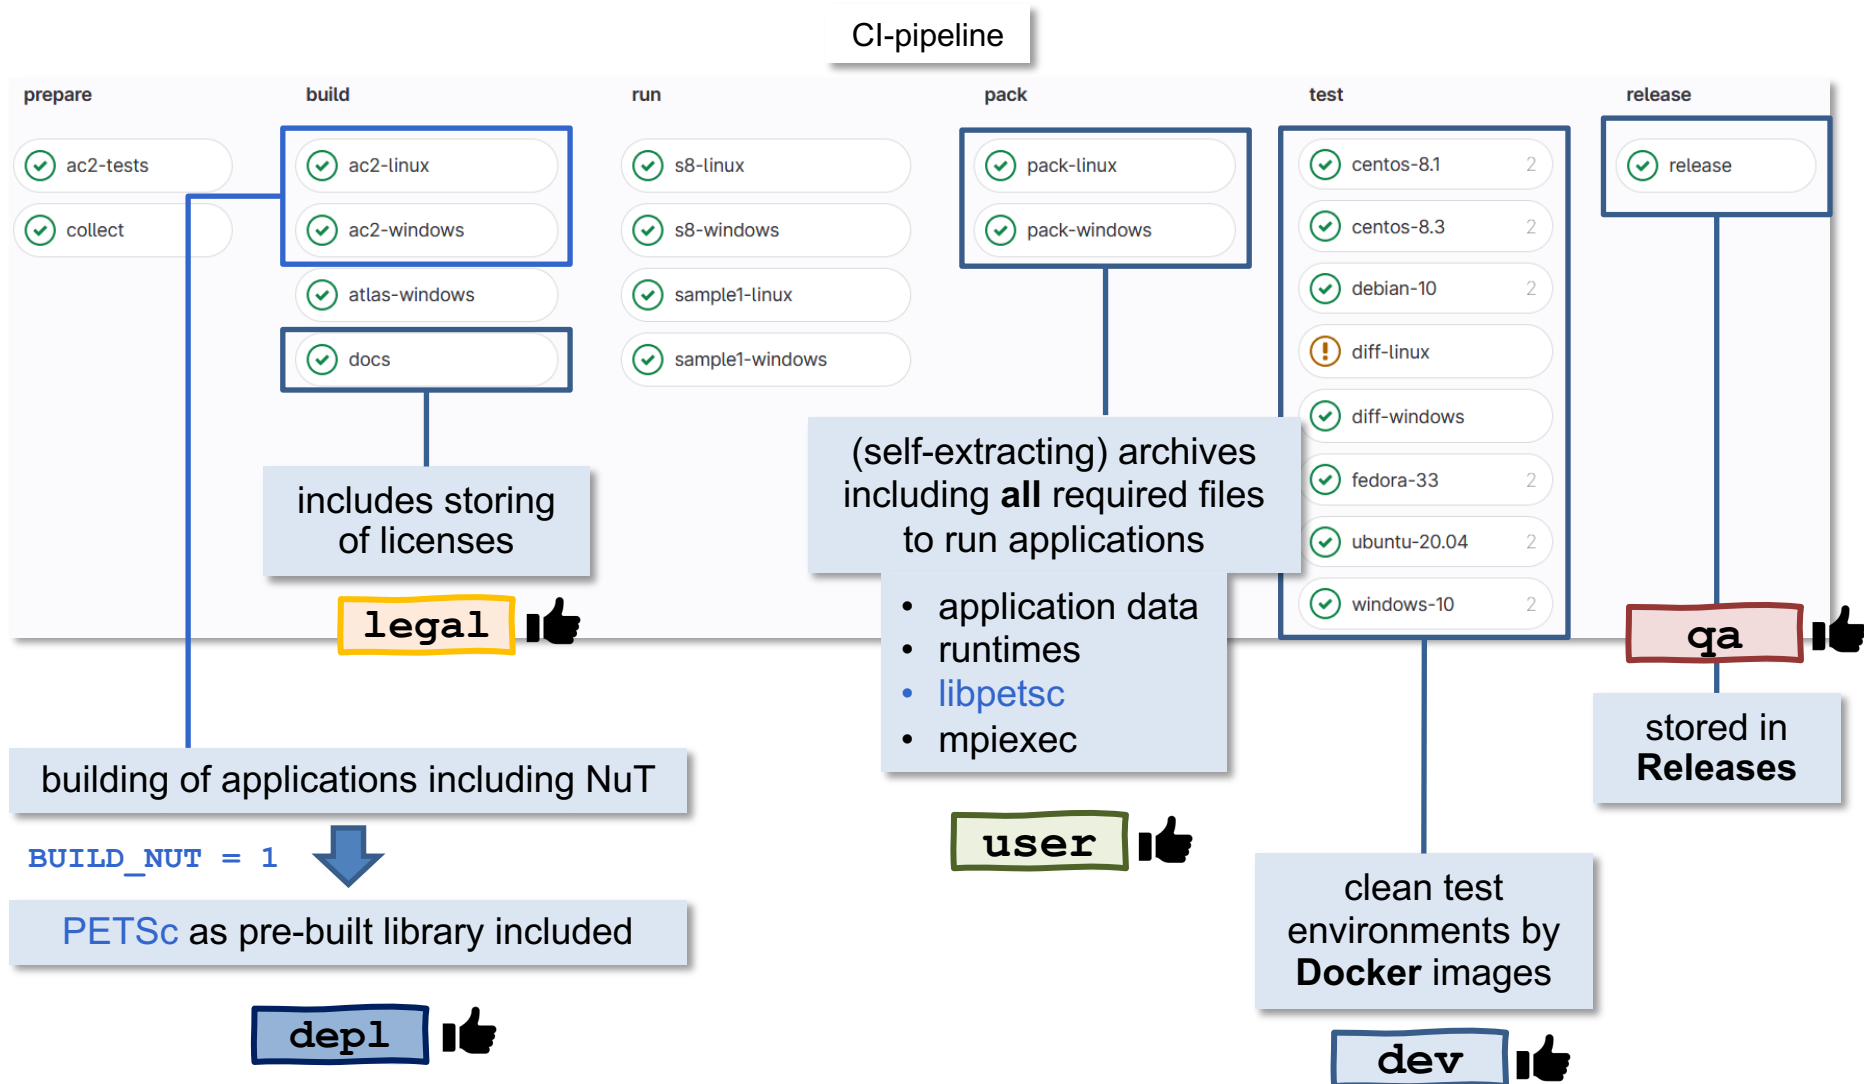 CI-pipeline
prepare
ac2-tests
collect
build
ac2-linux
ac2-windows
atlas-windows
docs
run
s8-linux
s8-windows
sample1-linux
sample1-windows
pack
pack-linux
pack-windows
test
centos-8.1 2
centos-8.3 2
debian-10 2
diff-linux
diff-windows
fedora-33 2
ubuntu-20.04 2
windows-10 2
release
release
includes storing
of licenses
legal
building of applications including NuT
BUILD_NUT = 1
PETSc as pre-built library included
depl
(self-extracting) archives
including all required files
to run applications
• application data
• runtimes
• libpetsc
• mpiexec
user
clean test
environments by
Docker images
dev
qa
stored in
Releases